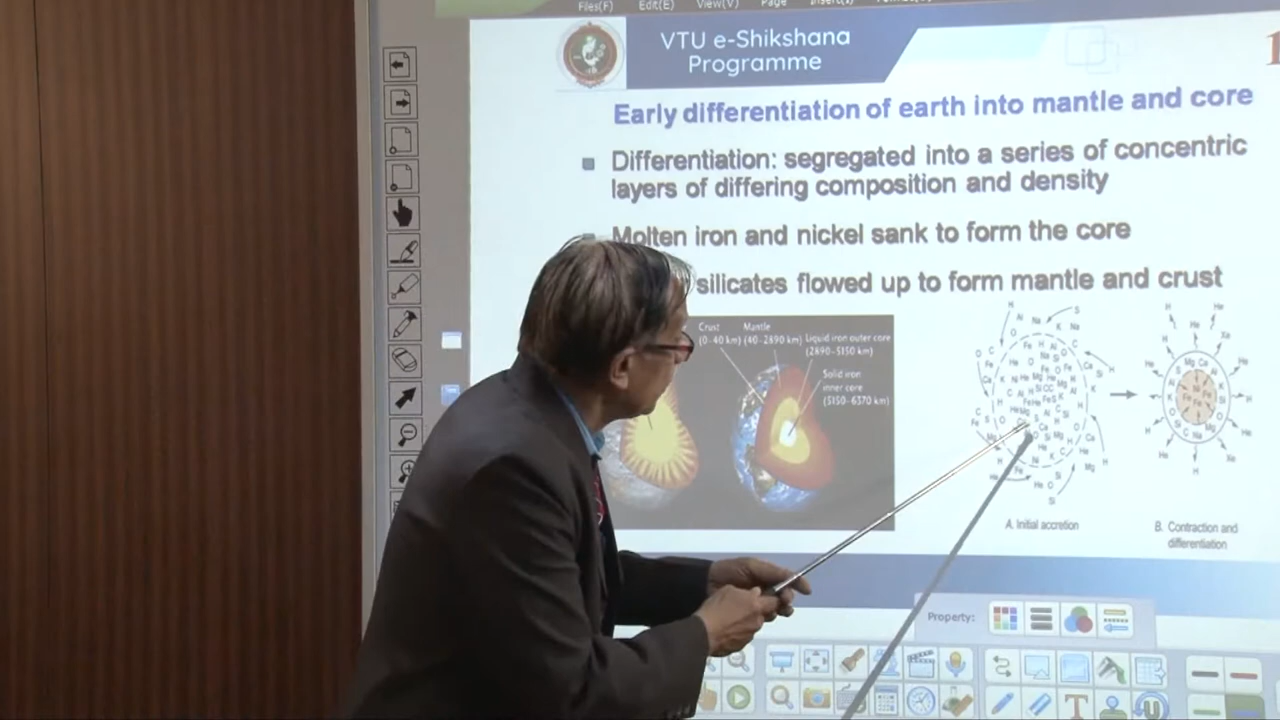 Files(F) Edit(E) View(V) Page
VTU e-Shikshana
Programme
Early differentiation of earth into mantle and core
Differentiation: segregated into a series of concentric
layers of differing composition and density
Molten iron and nickel sank to form the core
silicates flowed up to form mantle and crust
Crust
(0-40 km)
Mantle
(40-2890 km)
Liquid iron outer core
(2890-5150 km)
Solid iron
inner core
(5150-6370 km)
A. Initial accretion
B. Contraction and
differentiation
Property: